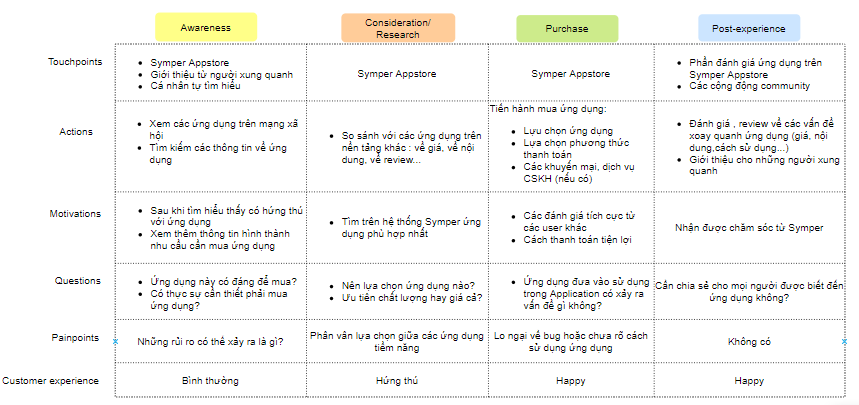 Awareness
Consideration/
Research
Purchase
Post-experience
Touchpoints
Symper Appstore
Giới thiệu từ người xung quanh
Cá nhân tự tìm hiểu
Symper Appstore
Symper Appstore
Phần đánh giá ứng dụng trên
Symper Appstore
Các cộng động community
Actions
Xem các ứng dụng trên mạng xã
hội
Tìm kiếm các thông tin về ứng
dụng
So sánh với các ứng dụng trên
nền tảng khác : về giá, về nội
dung, về review...
Tiến hành mua ứng dụng:
Lựu chọn ứng dụng
Lựa chọn phương thức
thanh toán
Các khuyến mại, dịch vụ
CSKH (nếu có)
Đánh giá , review về các vấn đề
xoay quanh ứng dụng (giá, nội
dung,cách sử dụng...)
Giới thiệu cho những người xung
quanh
Motivations
Sau khi tìm hiểu thấy có hứng thú
với ứng dụng
Xem thêm thông tin hình thành
nhu cầu cần mua ứng dụng
Tìm trên hệ thống Symper ứng
dụng phù hợp nhất
Các đánh giá tích cực từ
các user khác
Cách thanh toán tiện lợi
Nhận được chăm sóc từ Symper
Questions
Ứng dụng này có đáng để mua?
Có thực sự cần thiết phải mua
ứng dụng?
Nên lựa chọn ứng dụng nào?
Ưu tiên chất lượng hay giá cả?
Ứng dụng đưa vào sử dụng
trong Application có xảy ra
vấn đề gì không?
Cần chia sẻ cho mọi người được biết đến
ứng dụng không?
Painpoints
Những rủi ro có thể xảy ra là gì?
Phân vân lựa chọn giữa các ứng dụng
tiềm năng
Lo ngại về bug hoặc chưa rõ cách
sử dụng ứng dụng
Không có
Customer experience
Bình thường
Hứng thú
Happy
Happy